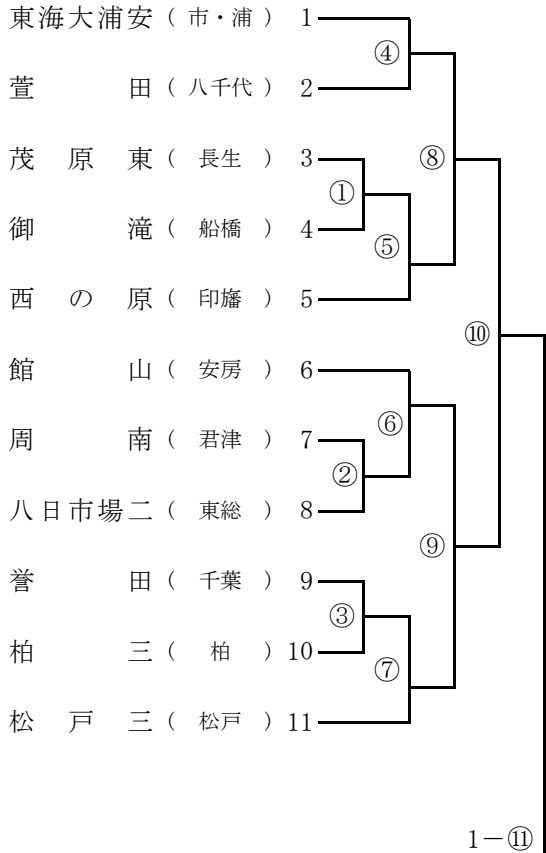 東海大浦安（市・浦）1
④
萱田（八千代）2
茂原東（長生）3
⑧
①
御滝（船橋）4
⑤
西の原（印旛）5
⑩
館山（安房）6
⑥
周南（君津）7
②
八日市場二（東総）8
⑨
誉田（千葉）9
③
柏三（柏）10
⑦
松戸三（松戸）11
1－⑪